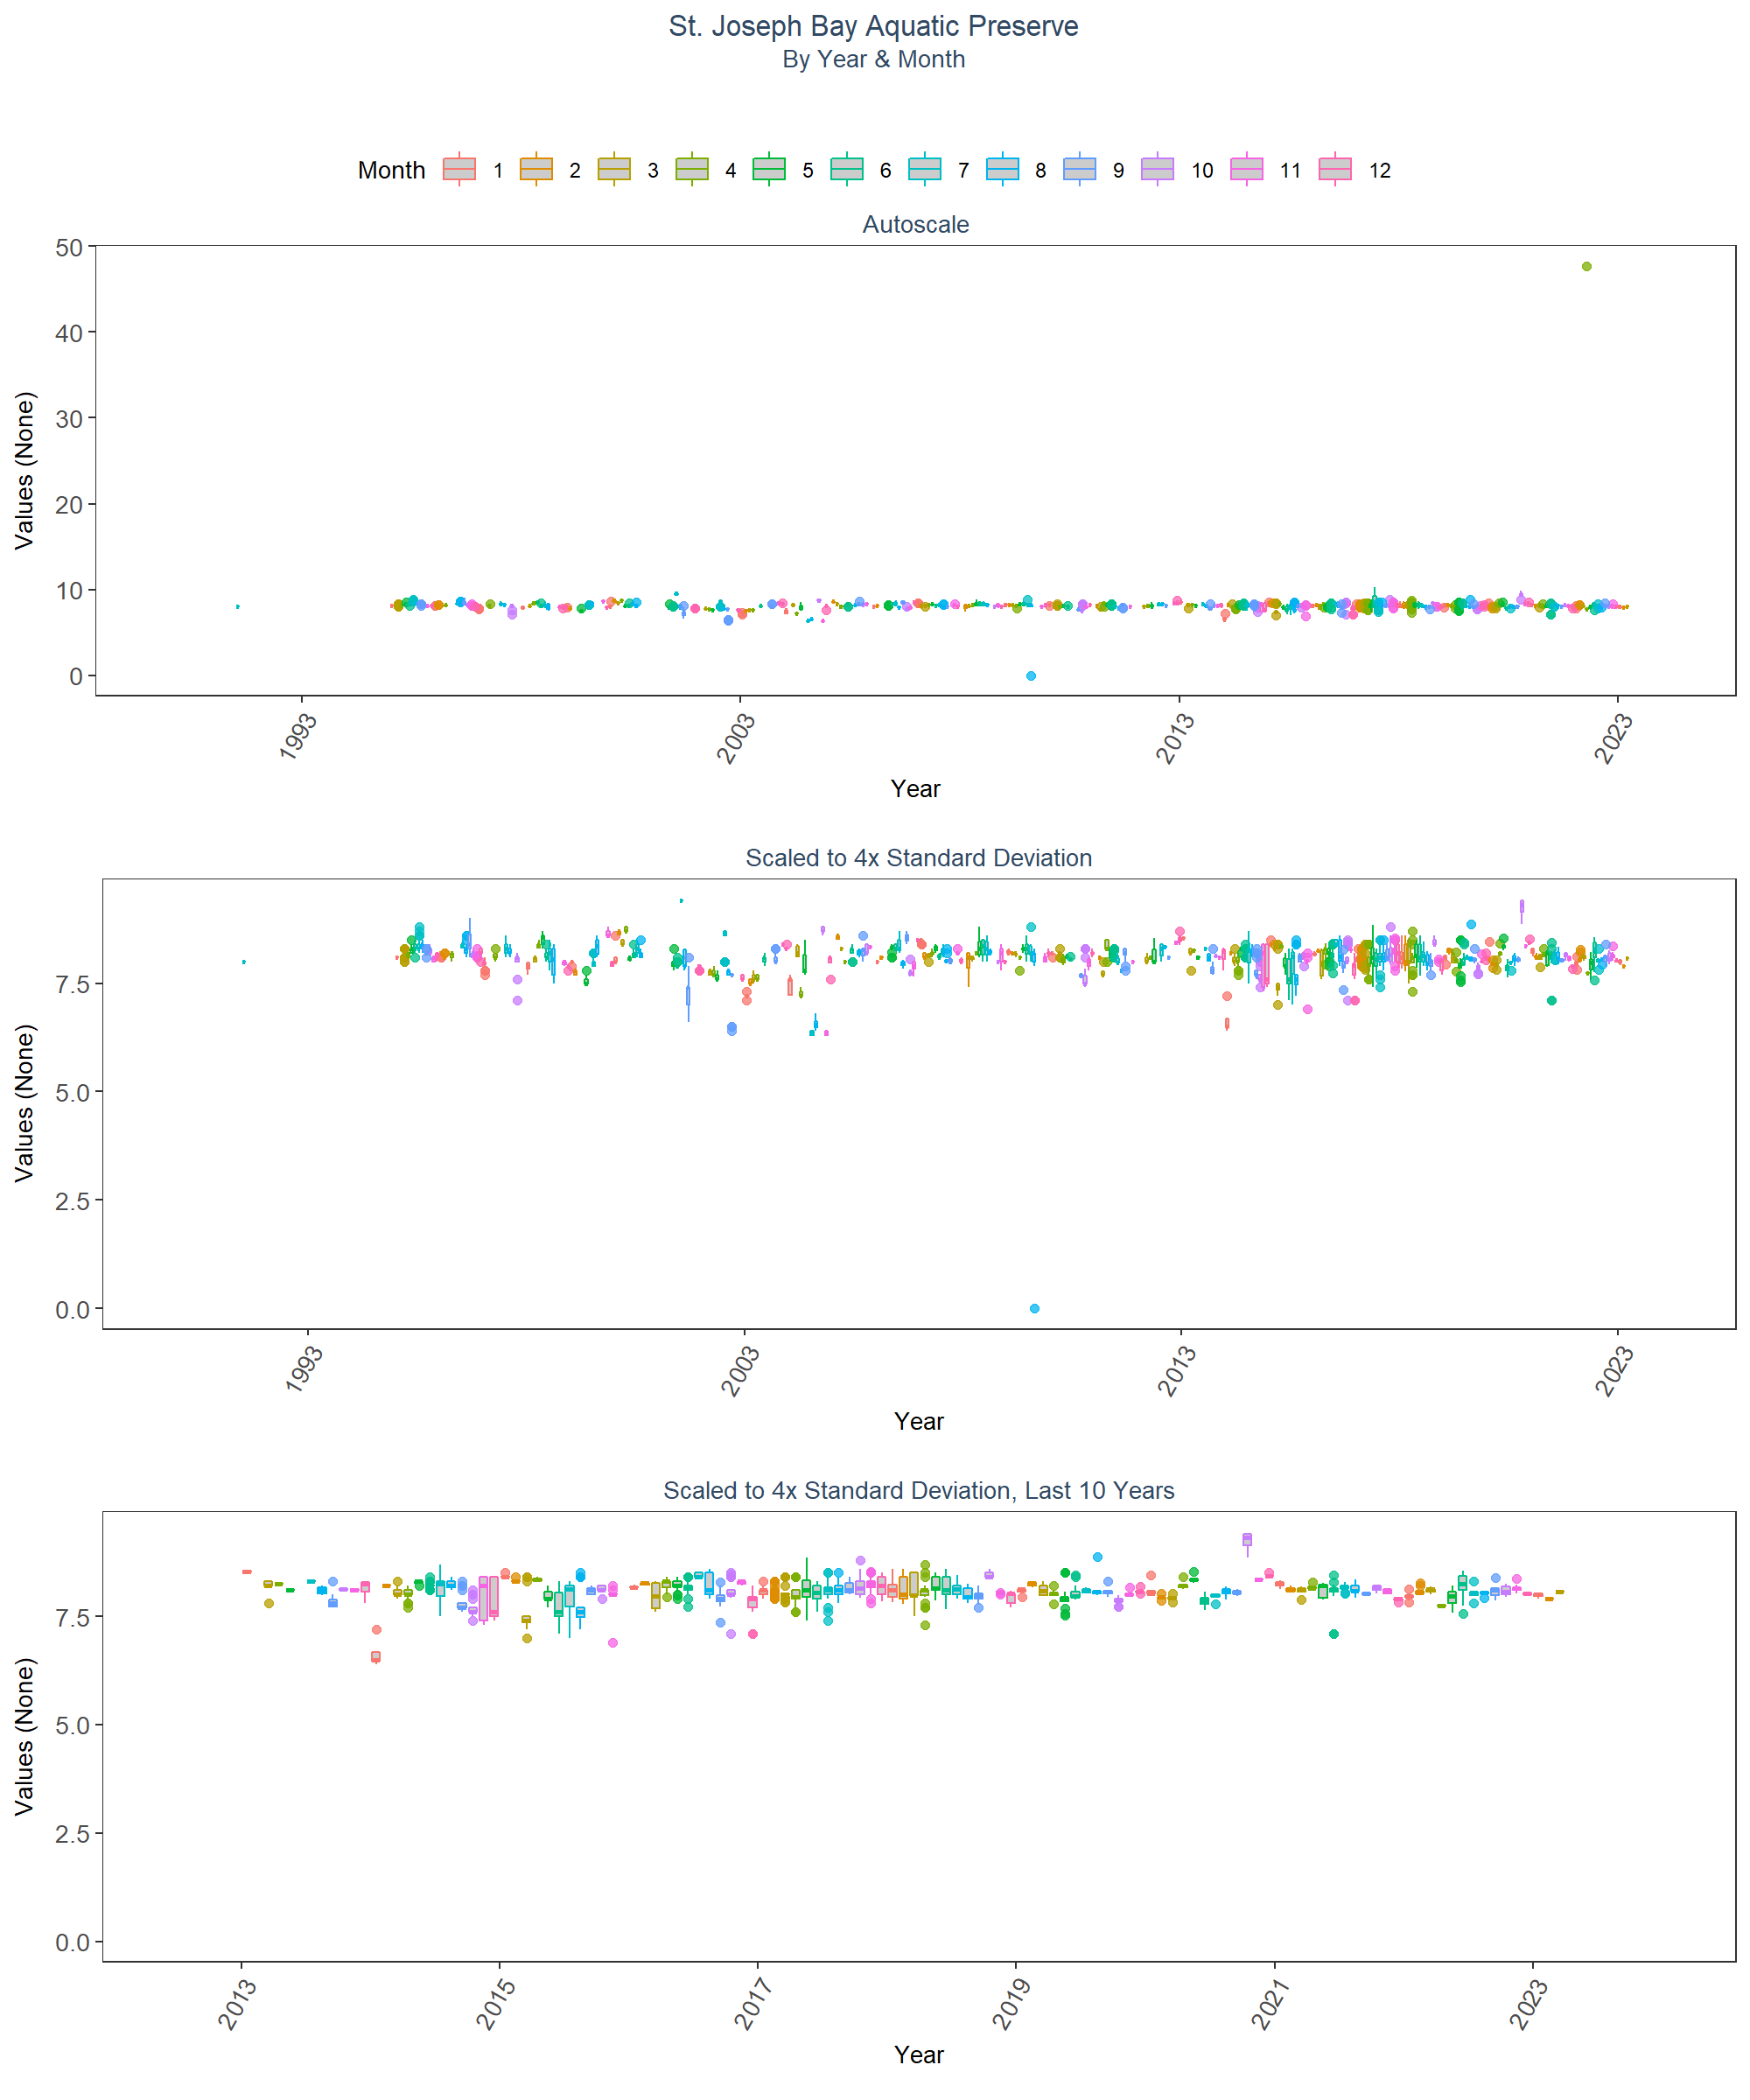 St. Joseph Bay Aquatic Preserve
By Year & Month
Month 1 2 3 4 5 6 7 8 9 10 11 12
Autoscale
50
40
30
20
10
0
Values (None)
1993 2003 2013 2023
Year
Scaled to 4x Standard Deviation
7.5
5.0
2.5
0.0
Values (None)
1993 2003 2013 2023
Year
Scaled to 4x Standard Deviation, Last 10 Years
7.5
5.0
2.5
0.0
Values (None)
2013 2015 2017 2019 2021 2023
Year